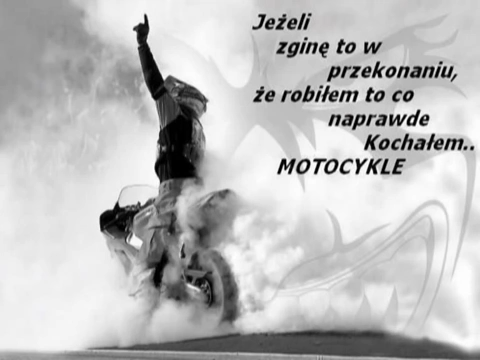 Jeżeli
zginę to w
przekonaniu,
że robiłem to co
naprawde
Kochałem..
MOTOCYKLE